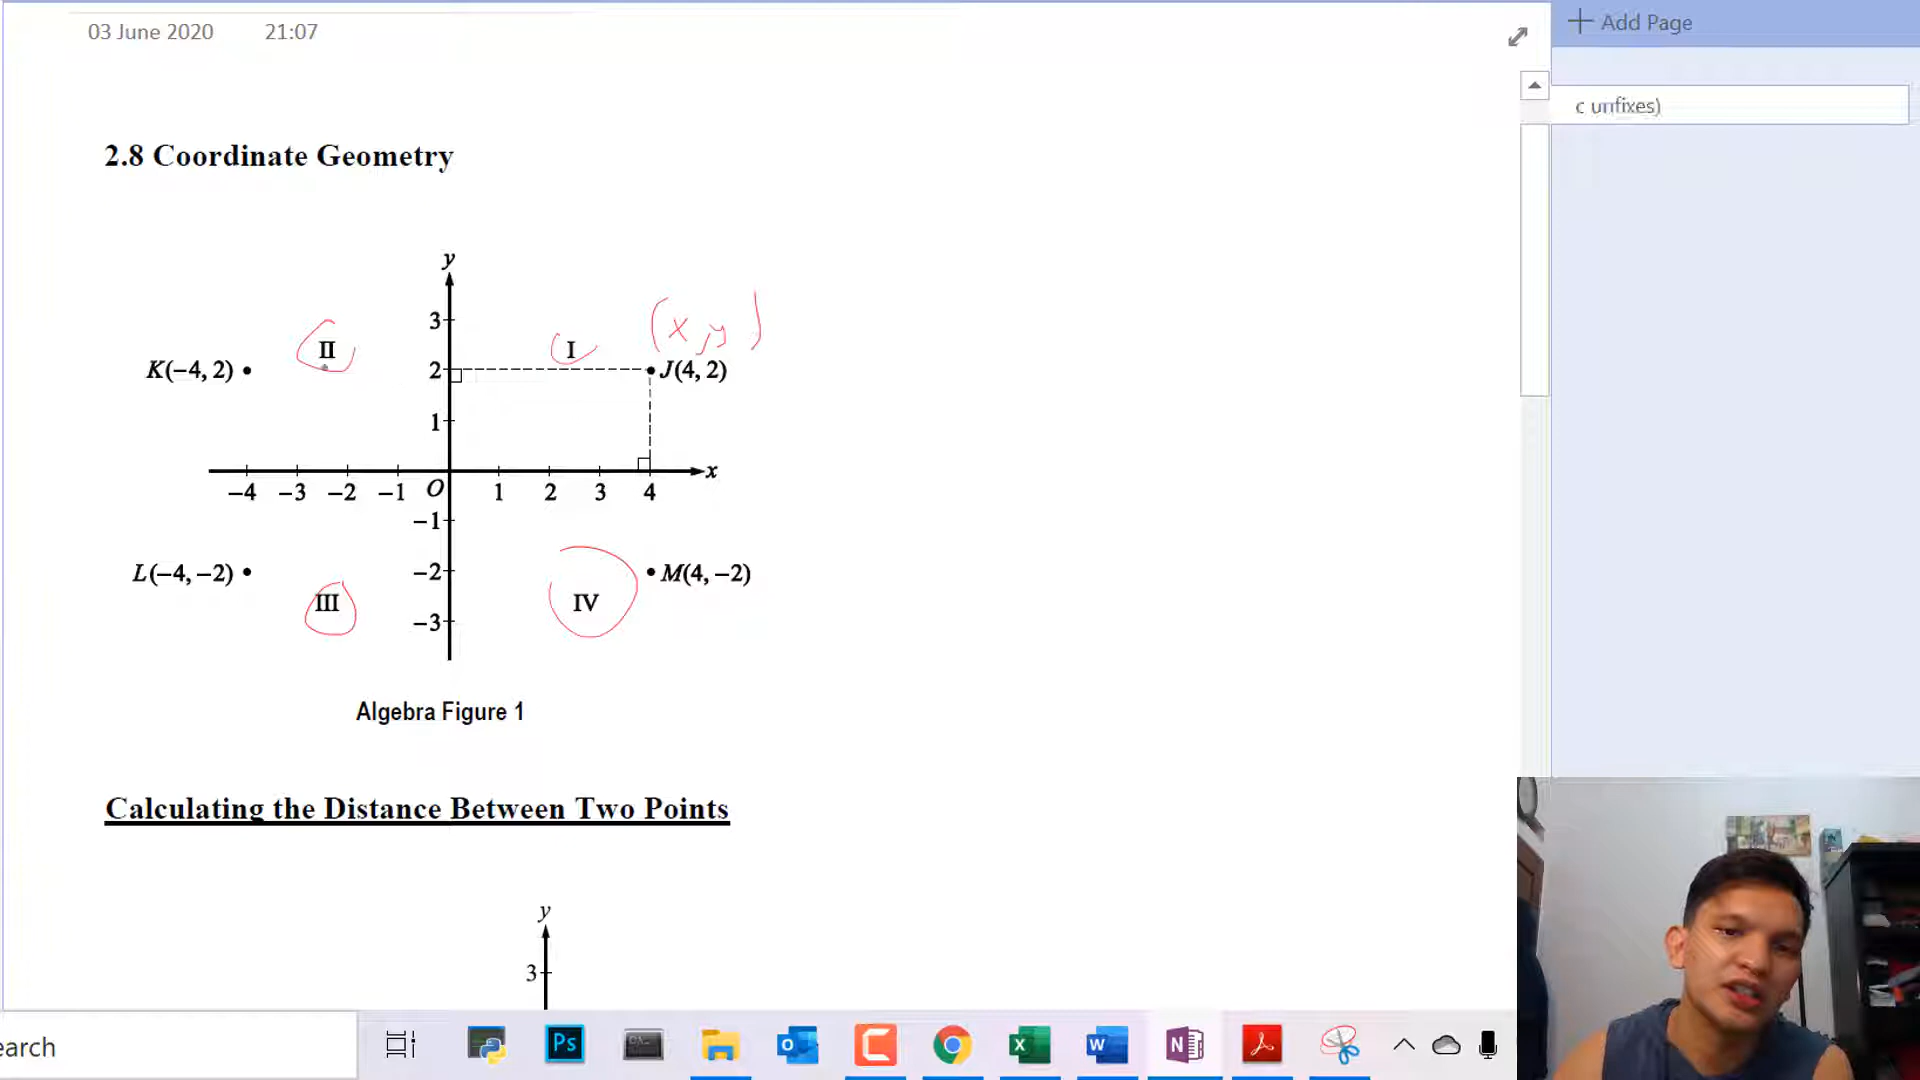 03 June 2020 21:07
Add Page
c unfixes)
2.8 Coordinate Geometry
y
3
(x, y)
II
I
K(−4, 2)
2
J(4, 2)
1
x
−4 −3 −2 −1 O 1 2 3 4
−1
L(−4, −2)
−2
M(4, −2)
III
IV
−3
Algebra Figure 1
Calculating the Distance Between Two Points
y
3
earch
Ps